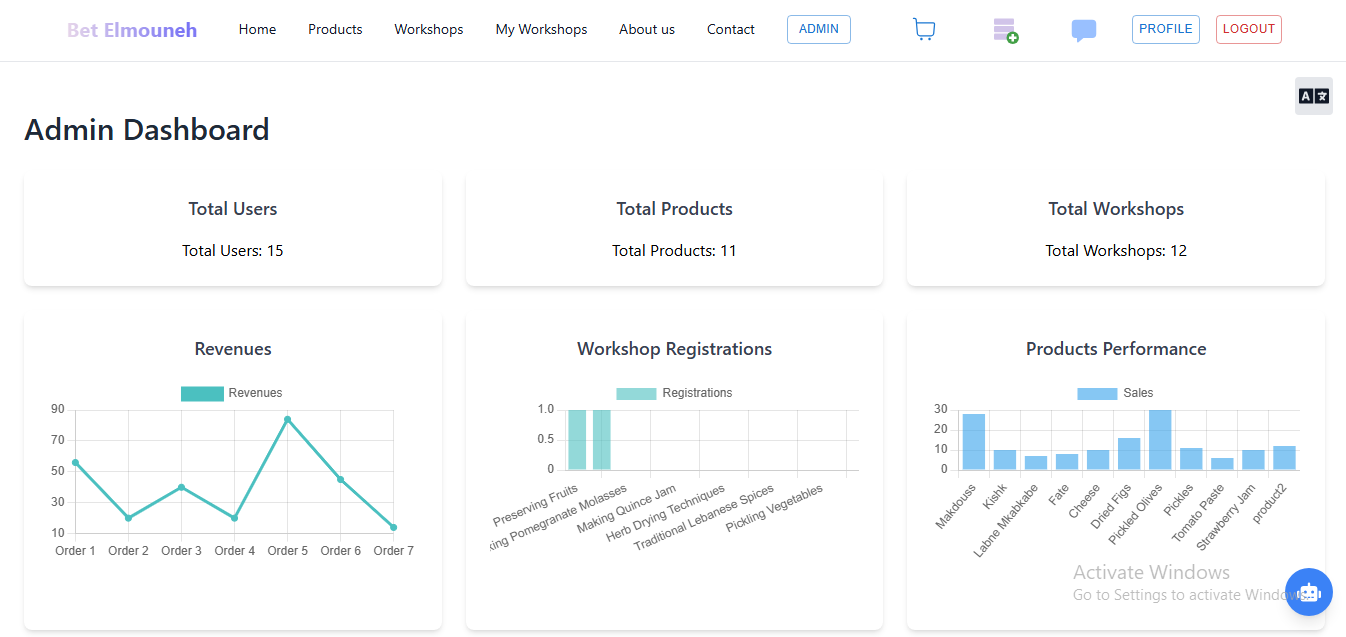 Bet Elmouneh Home Products Workshops My Workshops About us Contact ADMIN PROFILE LOGOUT
A
Admin Dashboard
Total Users
Total Users: 15
Total Products
Total Products: 11
Total Workshops
Total Workshops: 12
Revenues
Revenues
90
70
50
30
10
Order 1 Order 2 Order 3 Order 4 Order 5 Order 6 Order 7
Workshop Registrations
Registrations
1.0
0.5
0
Preserving Fruits
king Pomegranate Molasses
Making Quince Jam
Herb Drying Techniques
Traditional Lebanese Spices
Pickling Vegetables
Products Performance
Sales
30
20
10
0
Makdouss
Kishk
Labne Mkabkabe
Fate
Cheese
Dried Figs
Pickled Olives
Pickles
Tomato Paste
Strawberry Jam
product2
Activate Windows
Go to Settings to activate Windows.